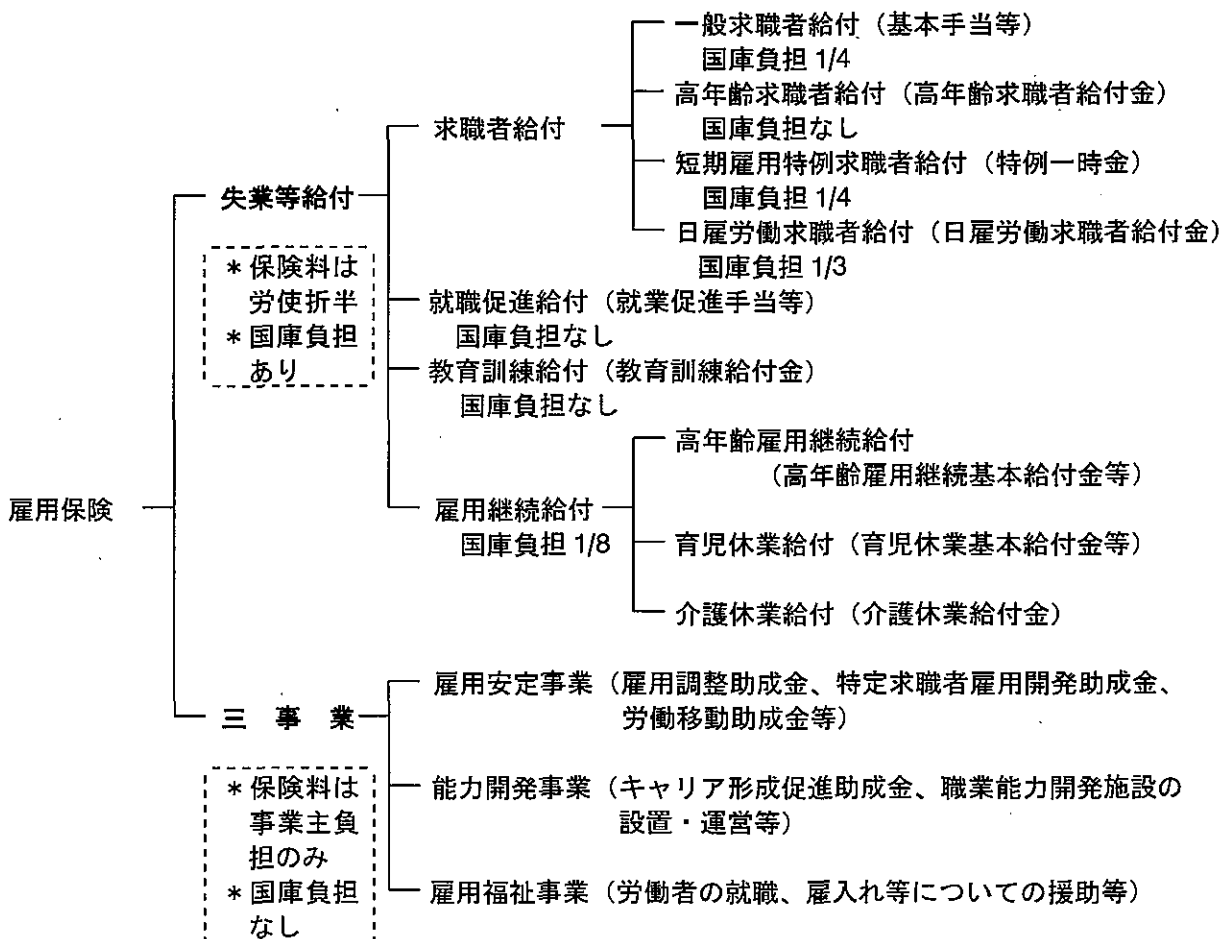 一般求職者給付（基本手当等）
国庫負担 1/4
高年齢求職者給付（高年齢求職者給付金）
国庫負担なし
短期雇用特例求職者給付（特例一時金）
国庫負担 1/4
日雇労働求職者給付（日雇労働求職者給付金）
国庫負担 1/3
求職者給付
失業等給付
＊保険料は
労使折半
＊国庫負担
あり
就職促進給付（就業促進手当等）
国庫負担なし
教育訓練給付（教育訓練給付金）
国庫負担なし
雇用継続給付
国庫負担 1/8
高年齢雇用継続給付
（高年齢雇用継続基本給付金等）
育児休業給付（育児休業基本給付金等）
介護休業給付（介護休業給付金）
雇用保険
三　事　業
＊保険料は
事業主負
担のみ
＊国庫負担
なし
雇用安定事業（雇用調整助成金、特定求職者雇用開発助成金、
労働移動助成金等）
能力開発事業（キャリア形成促進助成金、職業能力開発施設の
設置・運営等）
雇用福祉事業（労働者の就職、雇入れ等についての援助等）